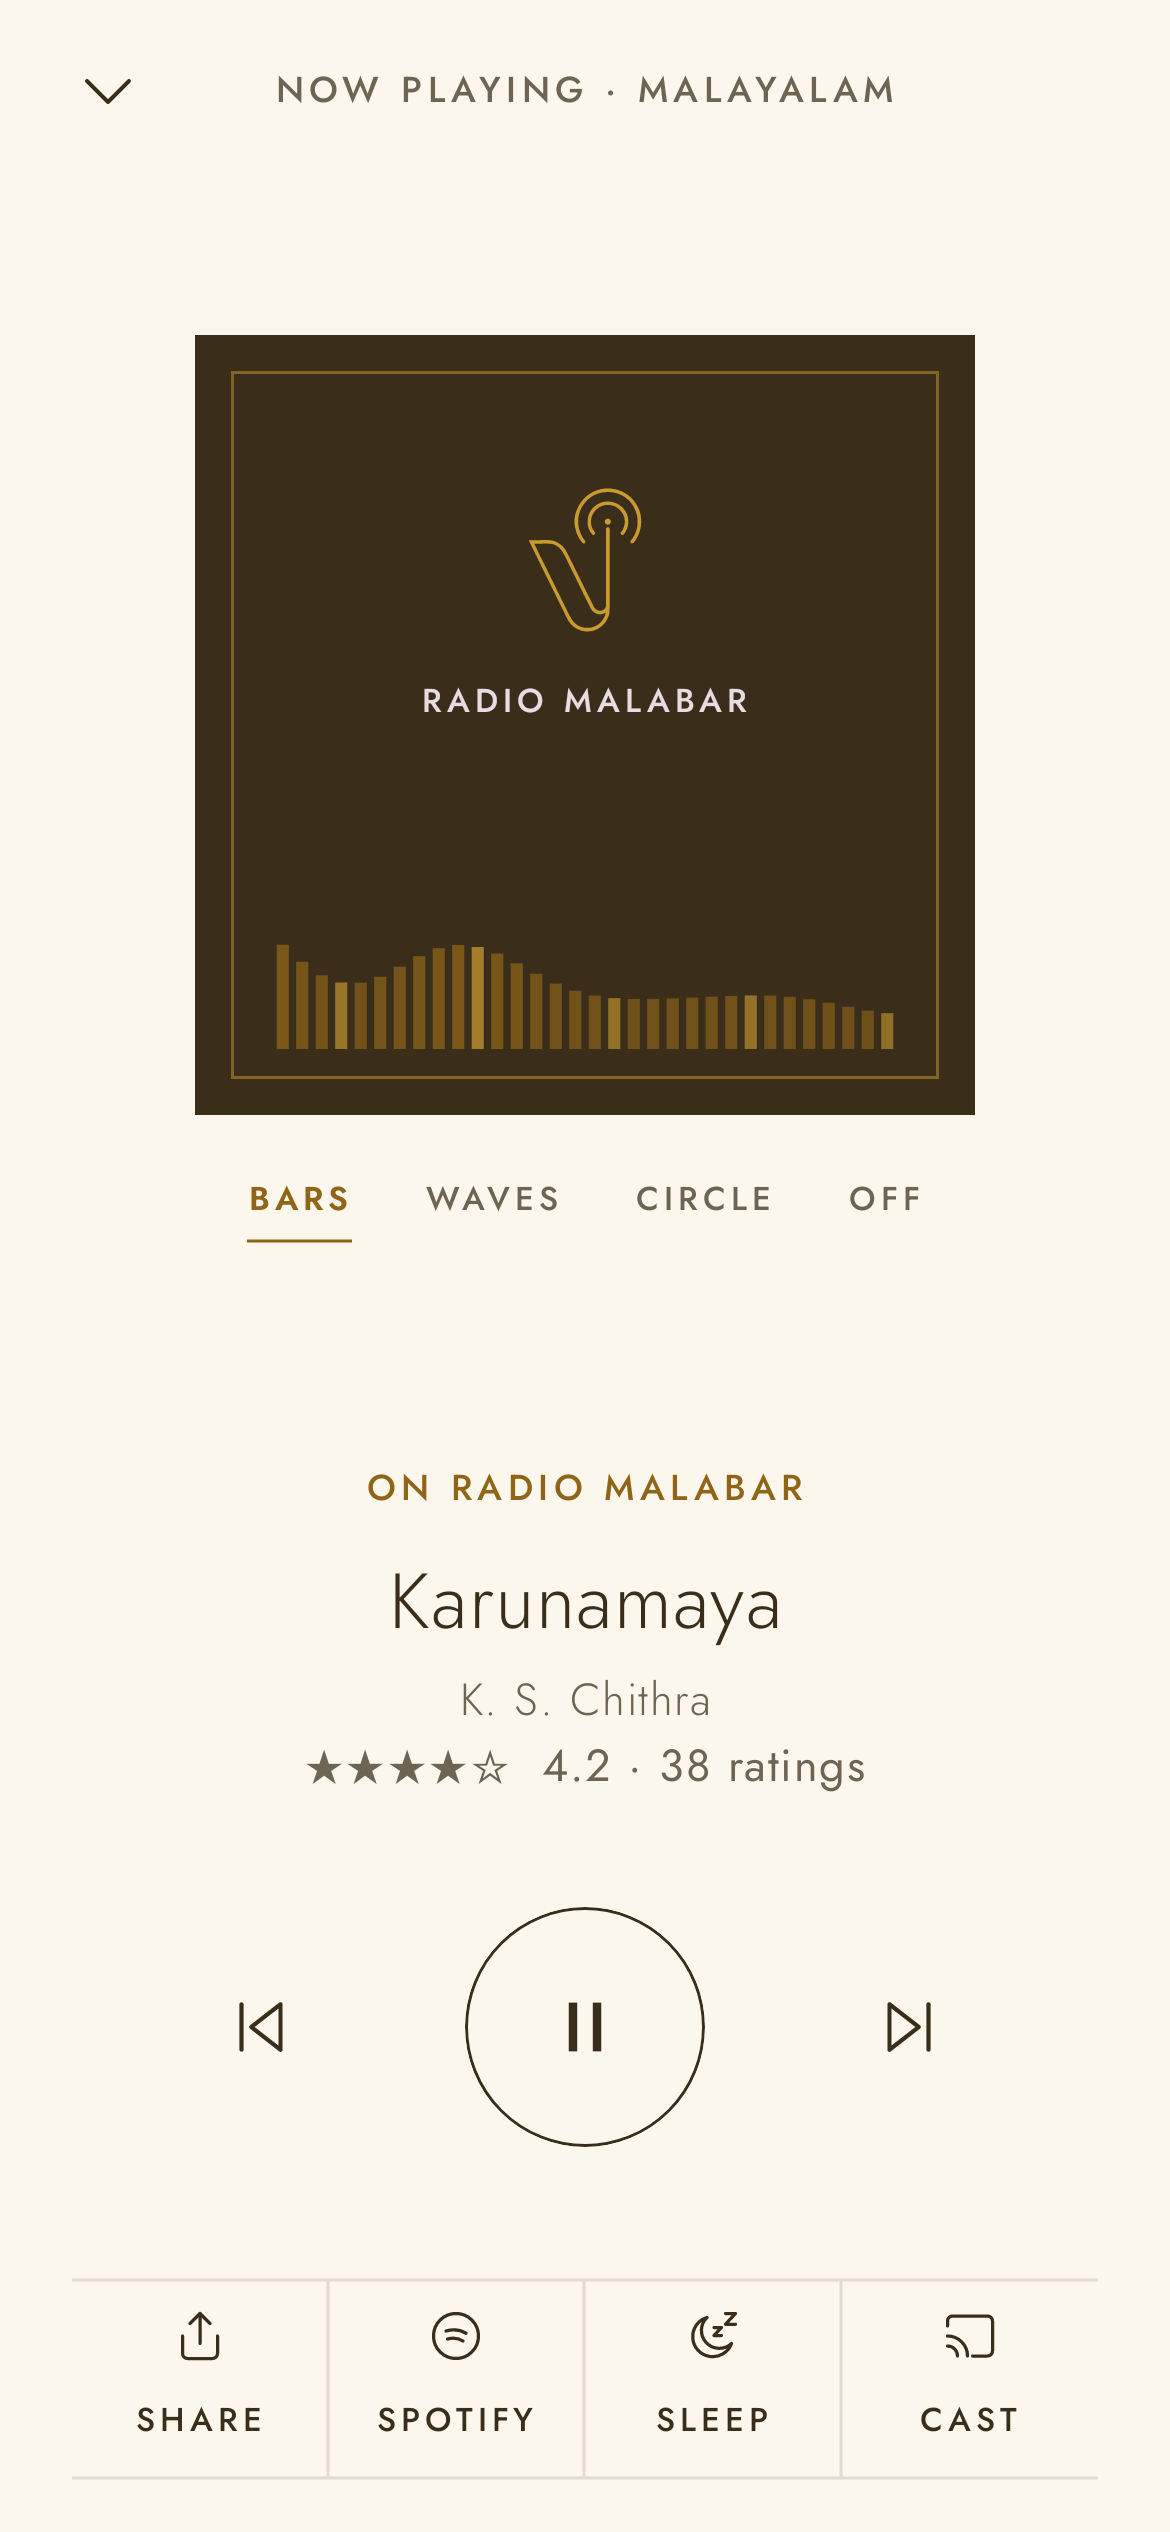 NOW PLAYING · MALAYALAM
RADIO MALABAR
BARS WAVES CIRCLE OFF
ON RADIO MALABAR
Karunamaya
K. S. Chithra
★★★★☆ 4.2 · 38 ratings
SHARE SPOTIFY SLEEP CAST